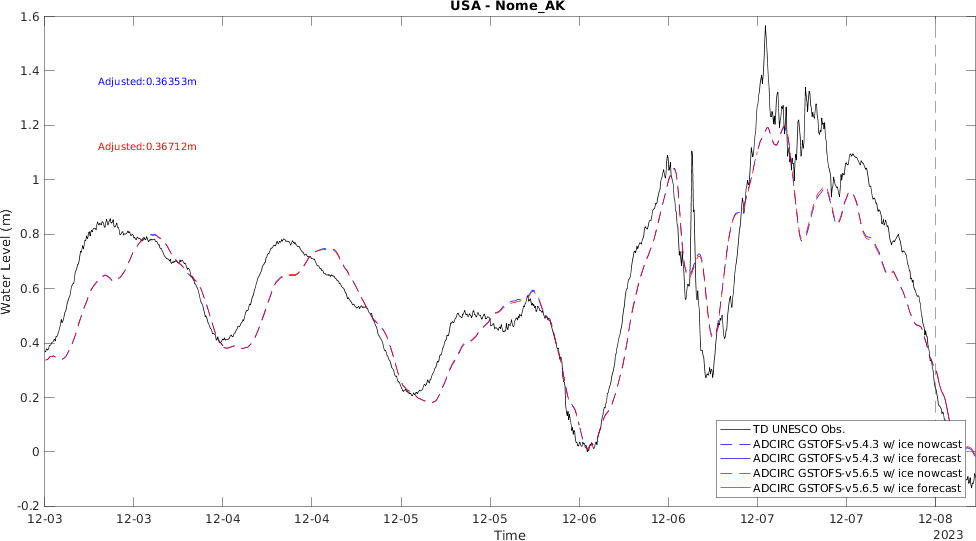 USA - Nome_AK
1.6
1.4
1.2
1
0.8
0.6
0.4
0.2
0
-0.2
Water Level (m)
Adjusted:0.36353m
Adjusted:0.36712m
TD UNESCO Obs.
ADCIRC GSTOFS-v5.4.3 w/ ice nowcast
ADCIRC GSTOFS-v5.4.3 w/ ice forecast
ADCIRC GSTOFS-v5.6.5 w/ ice nowcast
ADCIRC GSTOFS-v5.6.5 w/ ice forecast
12-03 12-03 12-04 12-04 12-05 12-05 12-06 12-06 12-07 12-07 12-08
Time
2023